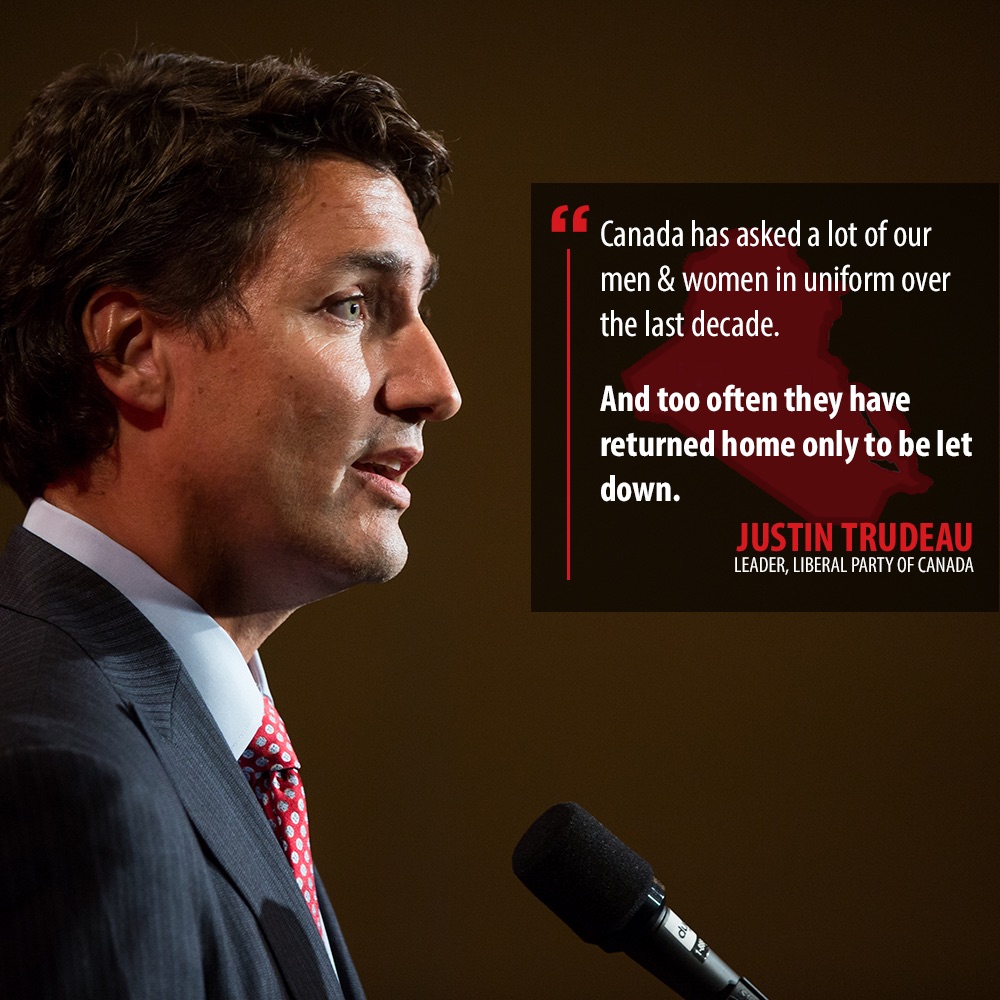 “
Canada has asked a lot of our
men & women in uniform over
the last decade.
And too often they have
returned home only to be let
down.
JUSTIN TRUDEAU
LEADER, LIBERAL PARTY OF CANADA